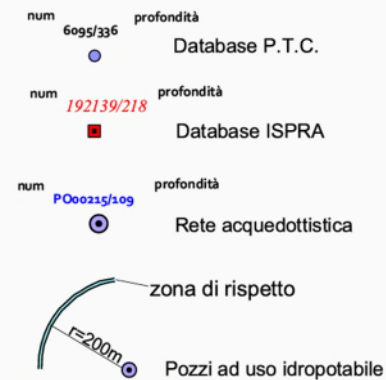 num profondità
6095/336
Database P.T.C.
num profondità
192139/218
Database ISPRA
num profondità
PO00215/109
Rete acquedottistica
zona di rispetto
r=200m
Pozzi ad uso idropotabile